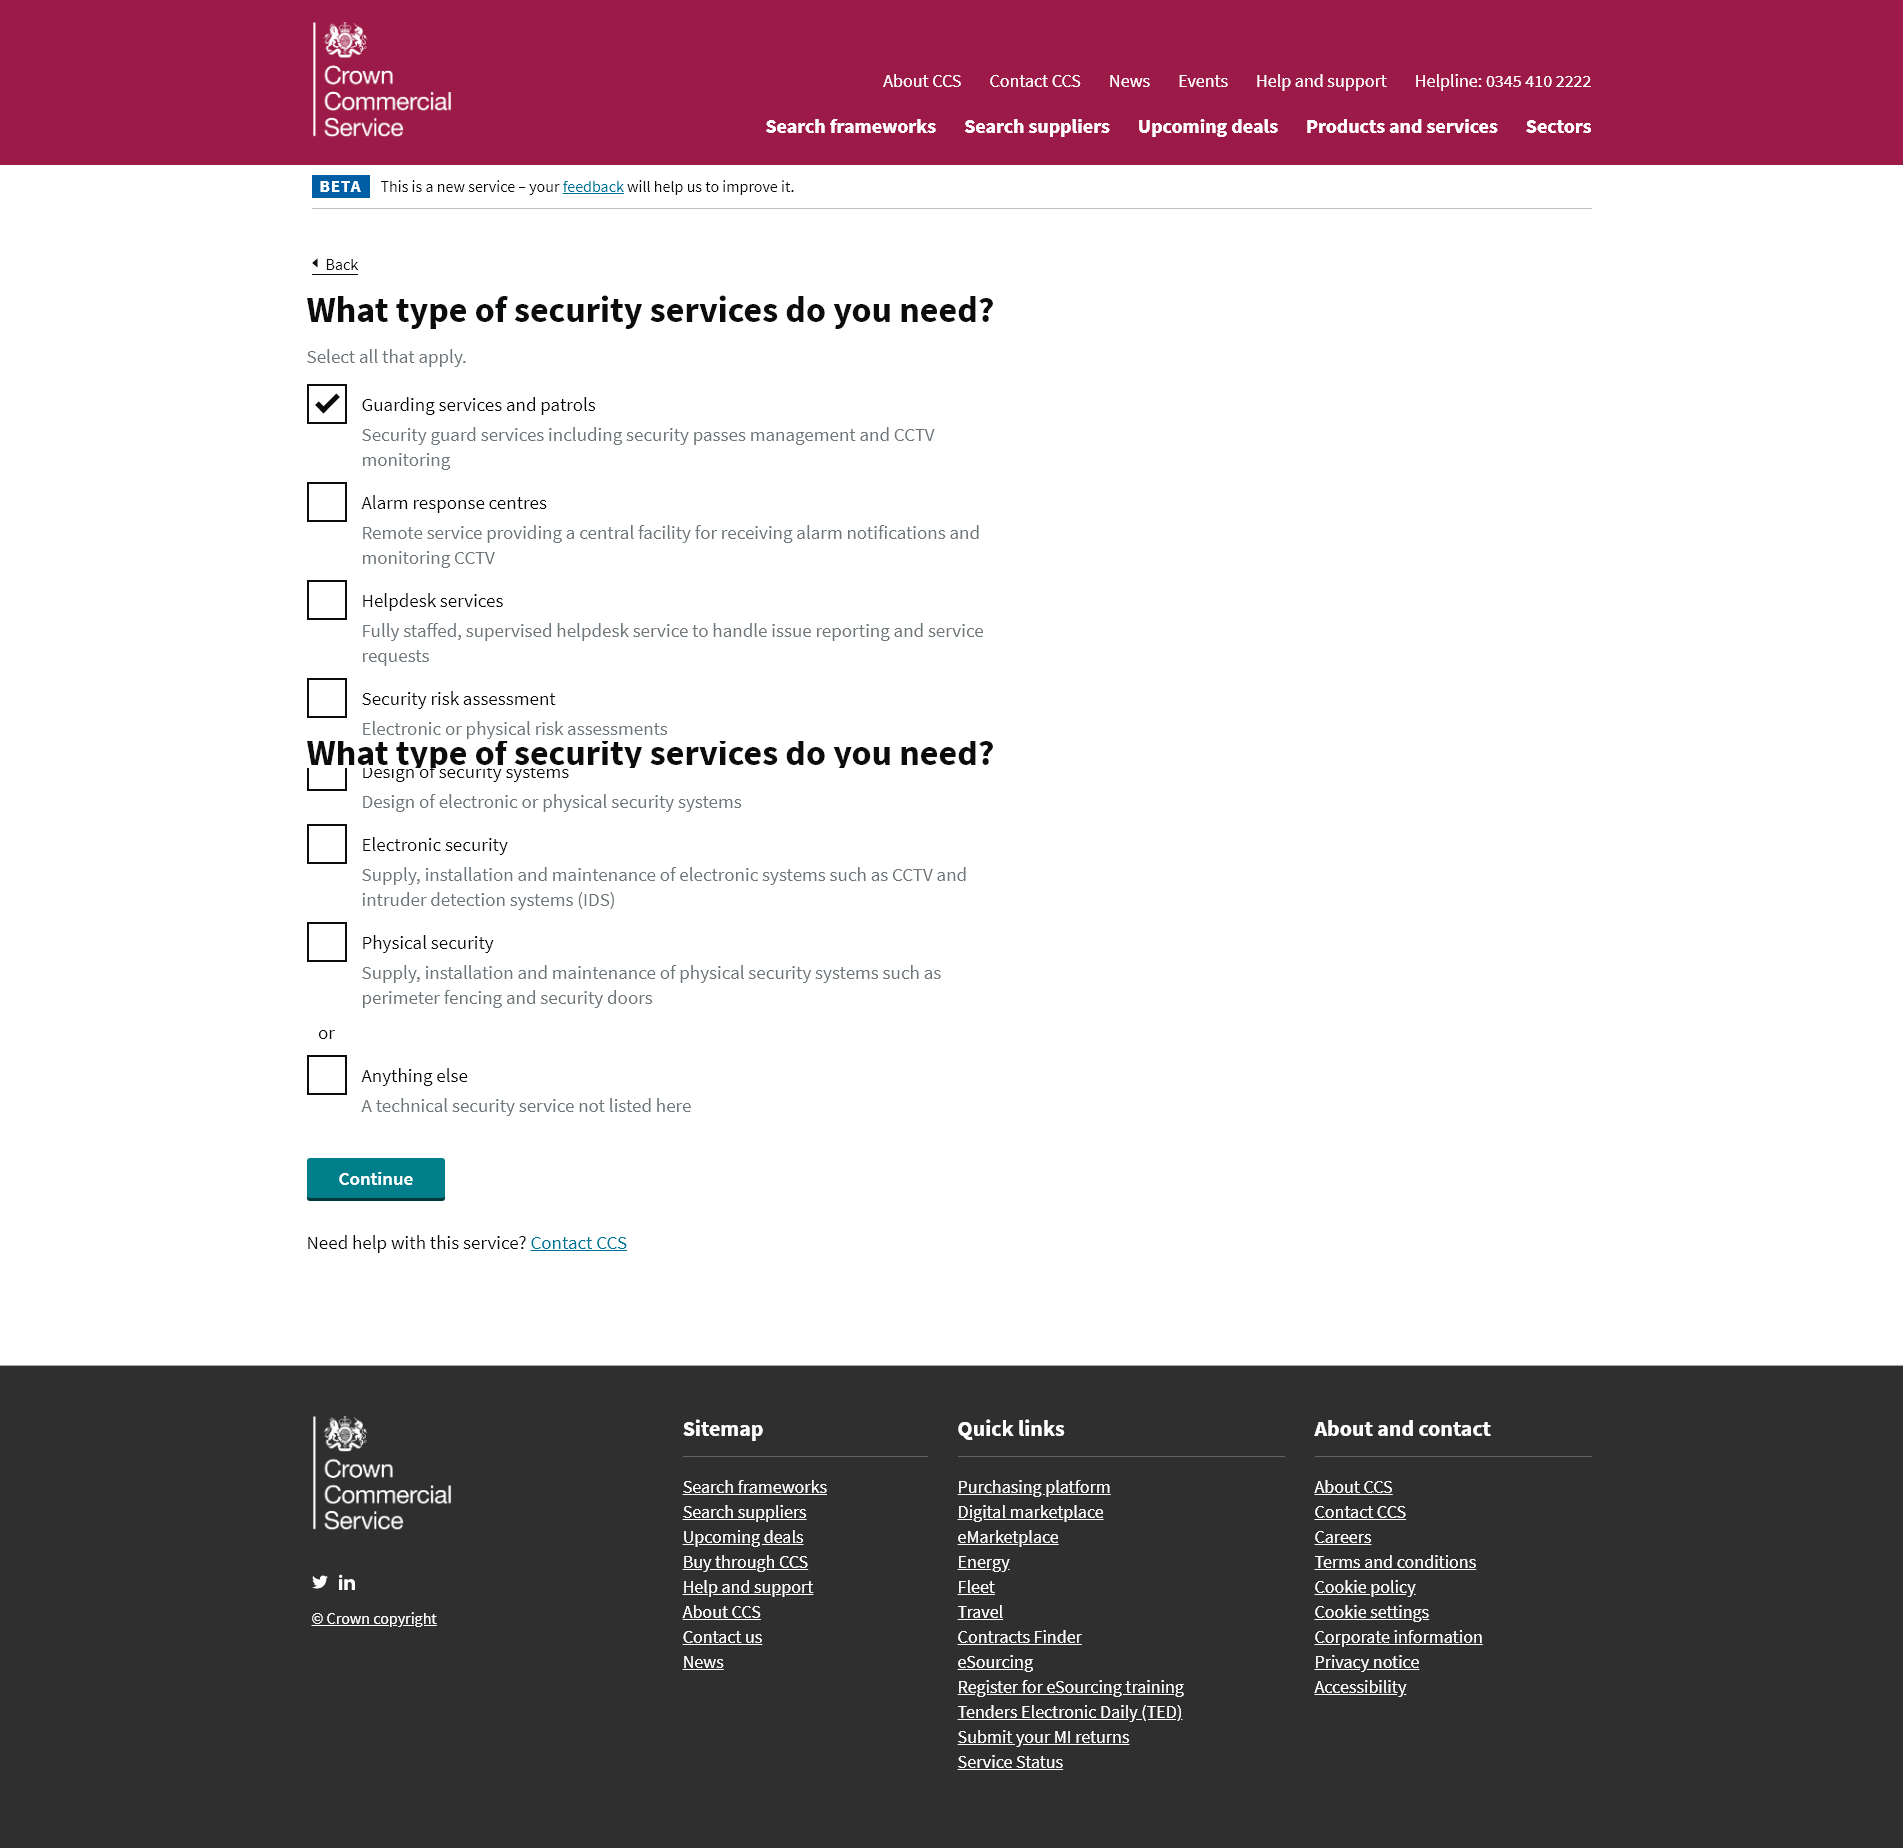 Crown
Commercial
Service
About CCS Contact CCS News Events Help and support Helpline: 0345 410 2222
Search frameworks Search suppliers Upcoming deals Products and services Sectors
BETA This is a new service – your feedback will help us to improve it.
Back
What type of security services do you need?
Select all that apply.
Guarding services and patrols
Security guard services including security passes management and CCTV
monitoring
Alarm response centres
Remote service providing a central facility for receiving alarm notifications and
monitoring CCTV
Helpdesk services
Fully staffed, supervised helpdesk service to handle issue reporting and service
requests
Security risk assessment
Electronic or physical risk assessments
What type of security services do you need?
Design of security systems
Design of electronic or physical security systems
Electronic security
Supply, installation and maintenance of electronic systems such as CCTV and
intruder detection systems (IDS)
Physical security
Supply, installation and maintenance of physical security systems such as
perimeter fencing and security doors
or
Anything else
A technical security service not listed here
Continue
Need help with this service? Contact CCS
Crown
Commercial
Service
in
© Crown copyright
Sitemap
Search frameworks
Search suppliers
Upcoming deals
Buy through CCS
Help and support
About CCS
Contact us
News
Quick links
Purchasing platform
Digital marketplace
eMarketplace
Energy
Fleet
Travel
Contracts Finder
eSourcing
Register for eSourcing training
Tenders Electronic Daily (TED)
Submit your MI returns
Service Status
About and contact
About CCS
Contact CCS
Careers
Terms and conditions
Cookie policy
Cookie settings
Corporate information
Privacy notice
Accessibility